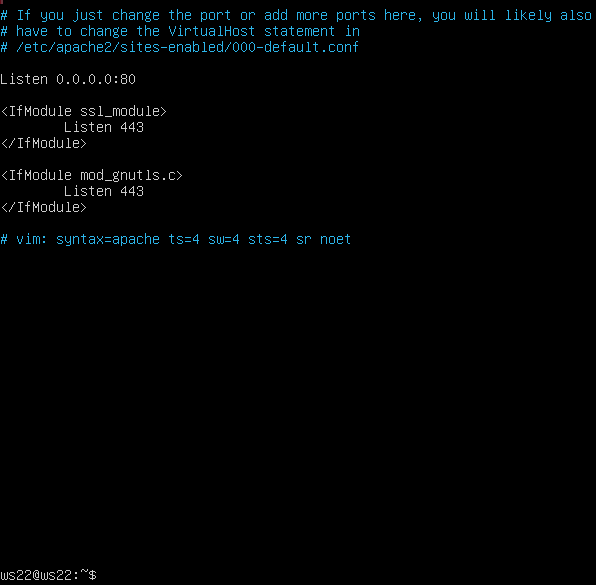 # If you just change the port or add more ports here, you will likely also
# have to change the VirtualHost statement in
# /etc/apache2/sites-enabled/000-default.conf
Listen 0.0.0.0:80
<IfModule ssl_module>
        Listen 443
</IfModule>
<IfModule mod_gnutls.c>
        Listen 443
</IfModule>
# vim: syntax=apache ts=4 sw=4 sts=4 sr noet
ws22@ws22:~$